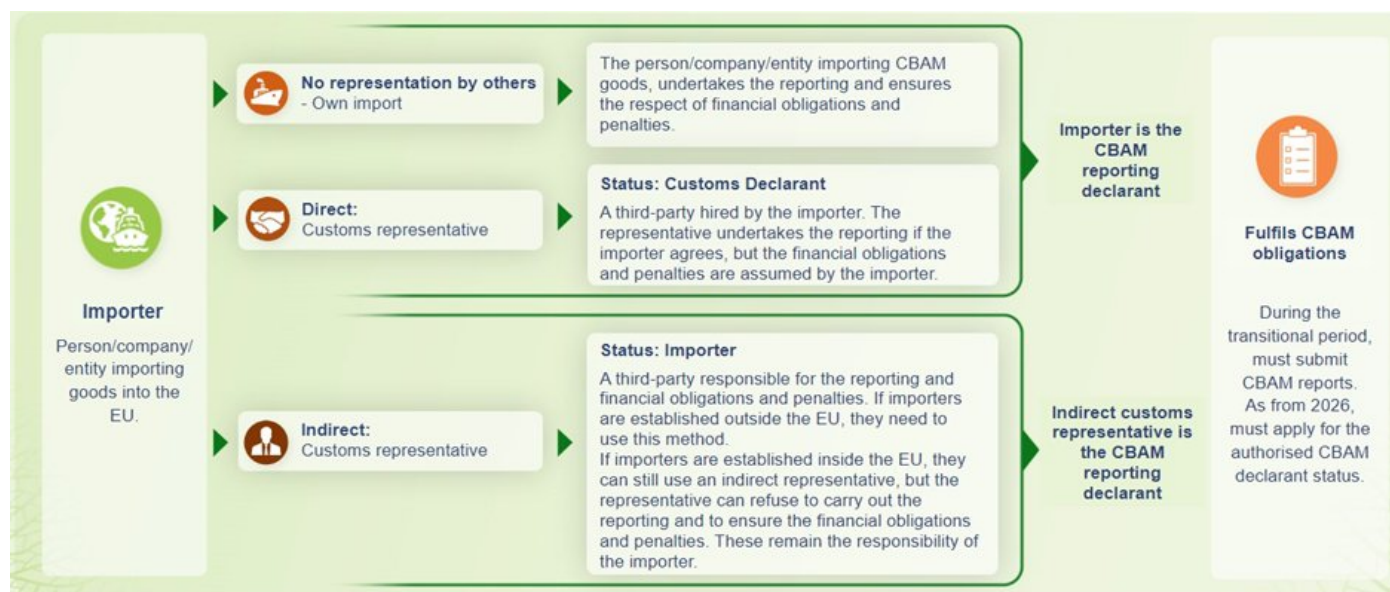 Importer
Person/company/
entity importing
goods into the
EU.
No representation by others
- Own import
The person/company/entity importing CBAM
goods, undertakes the reporting and ensures
the respect of financial obligations and
penalties.
Direct:
Customs representative
Status: Customs Declarant
A third-party hired by the importer. The
representative undertakes the reporting if the
importer agrees, but the financial obligations
and penalties are assumed by the importer.
Importer is the
CBAM
reporting
declarant
Indirect:
Customs representative
Status: Importer
A third-party responsible for the reporting and
financial obligations and penalties. If importers
are established outside the EU, they need to
use this method.
If importers are established inside the EU, they
can still use an indirect representative, but the
representative can refuse to carry out the
reporting and to ensure the financial obligations
and penalties. These remain the responsibility of
the importer.
Indirect customs
representative is
the CBAM
reporting
declarant
Fulfils CBAM
obligations
During the
transitional period,
must submit
CBAM reports.
As from 2026,
must apply for the
authorised CBAM
declarant status.